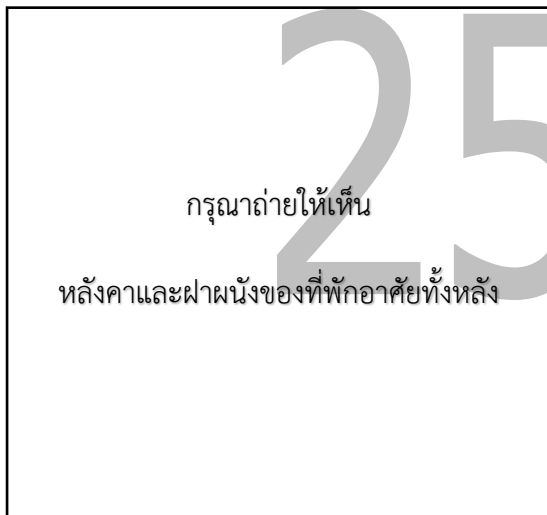 25
กรุณาถ่ายให้เห็น
หลังคาและฝาผนังของที่พักอาศัยทั้งหลัง